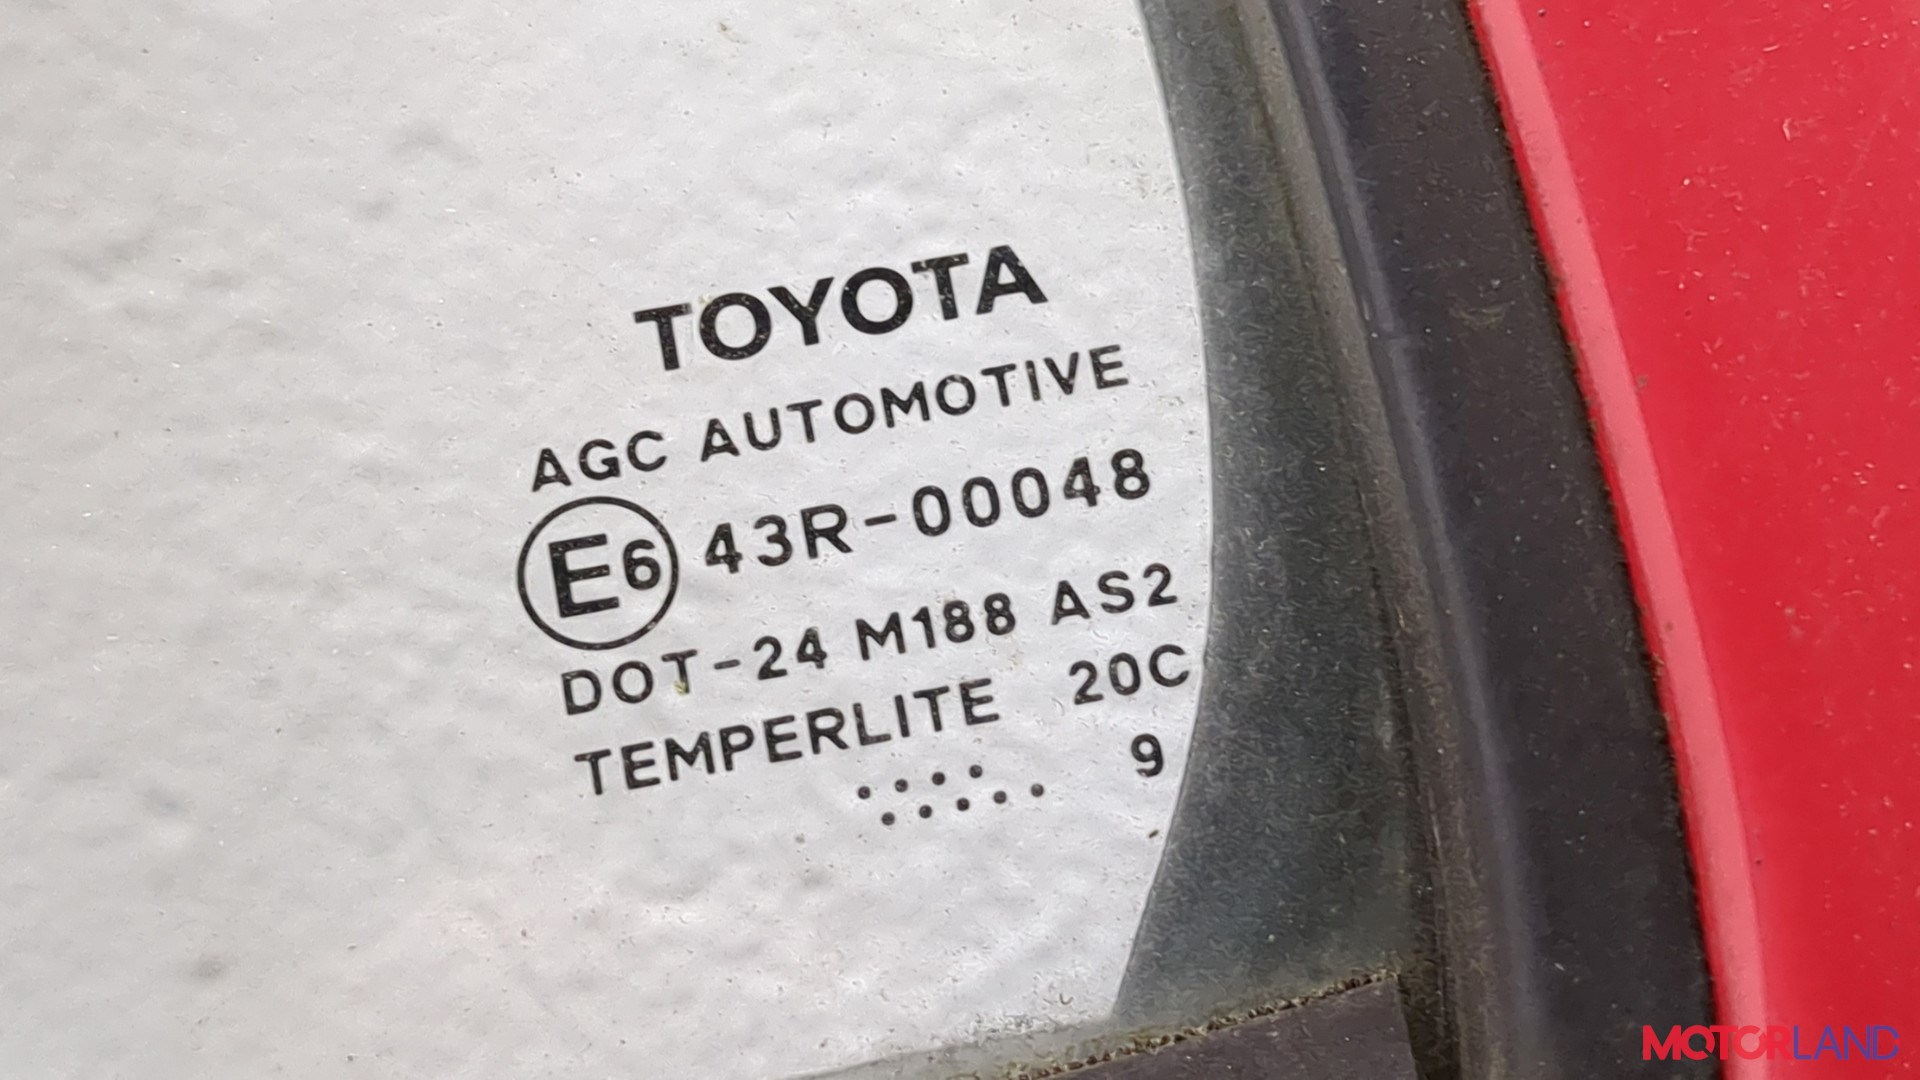 TOYOTA
AGC AUTOMOTIVE
E6 43R-00048
DOT-24 M188 AS2
TEMPERLITE 20C
9
MOTORLAND